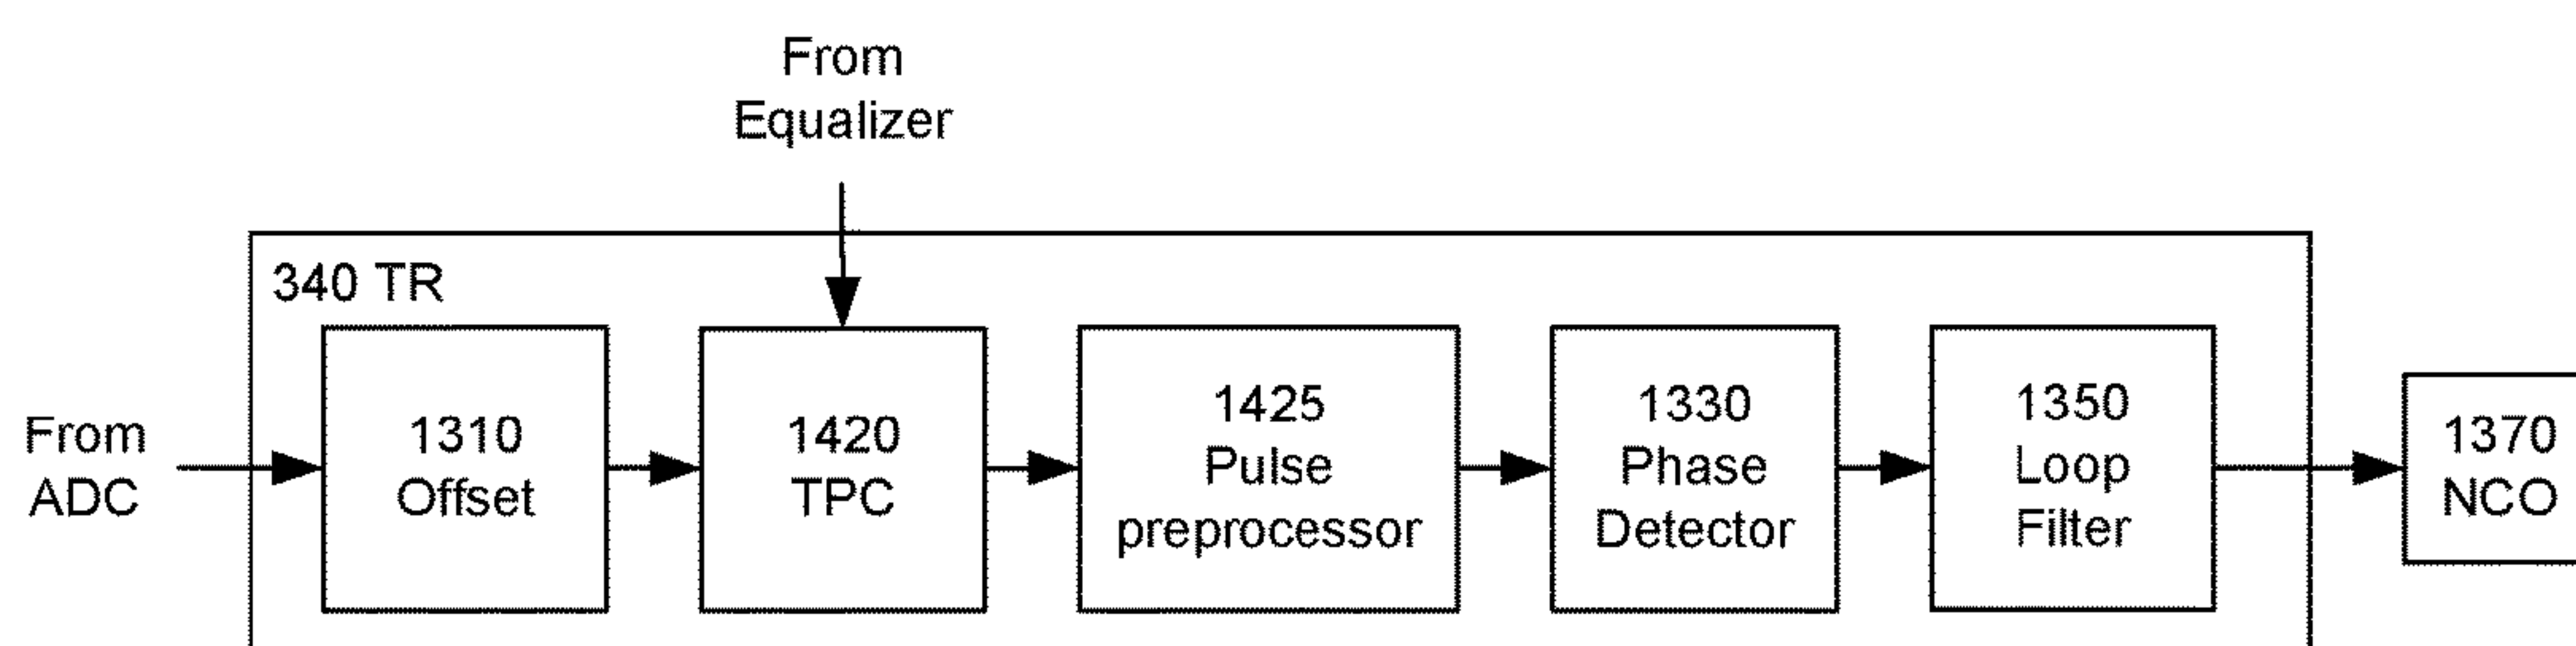 From
Equalizer
340 TR
From
ADC
1310
Offset
1420
TPC
1425
Pulse
preprocessor
1330
Phase
Detector
1350
Loop
Filter
1370
NCO